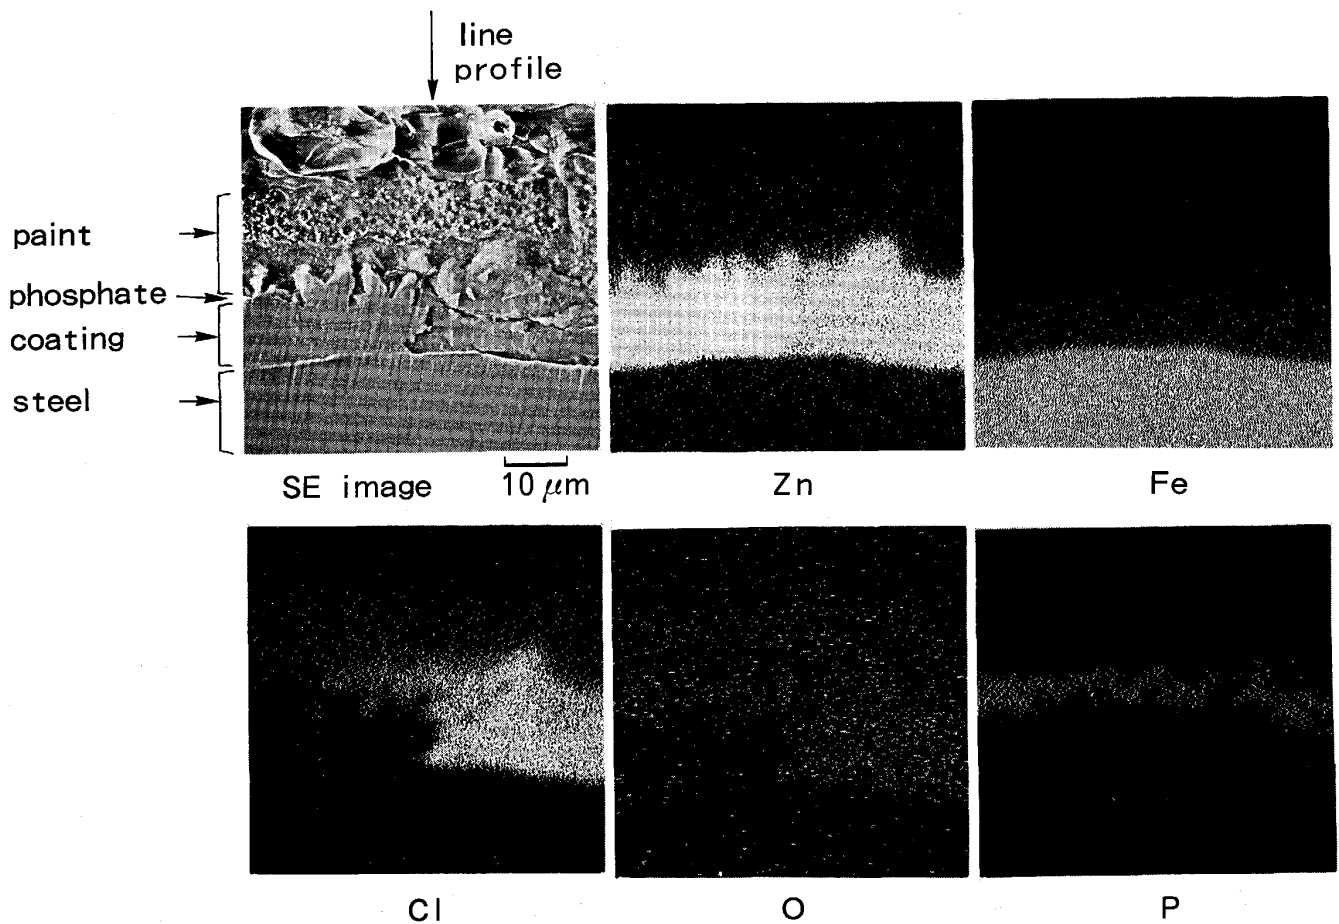 line
profile
paint
phosphate
coating
steel
SE image
10 μm
Zn
Fe
Cl
O
P